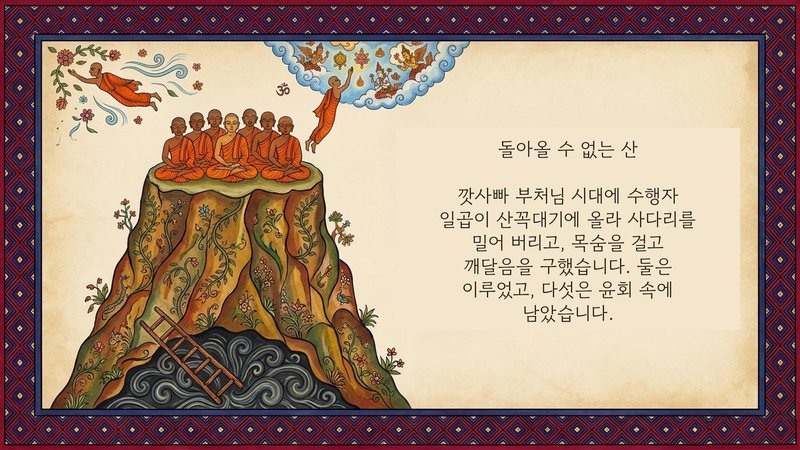 ॐ
돌아올 수 없는 산
깟사빠 부처님 시대에 수행자
일곱이 산꼭대기에 올라 사다리를
밀어 버리고, 목숨을 걸고
깨달음을 구했습니다. 둘은
이루었고, 다섯은 윤회 속에
남았습니다.